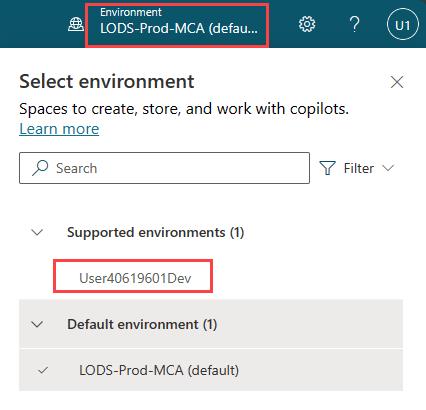 Environment
LODS-Prod-MCA (defau...
?
U1
Select environment
Spaces to create, store, and work with copilots.
Learn more
Search
Filter
Supported environments (1)
User40619601Dev
Default environment (1)
LODS-Prod-MCA (default)